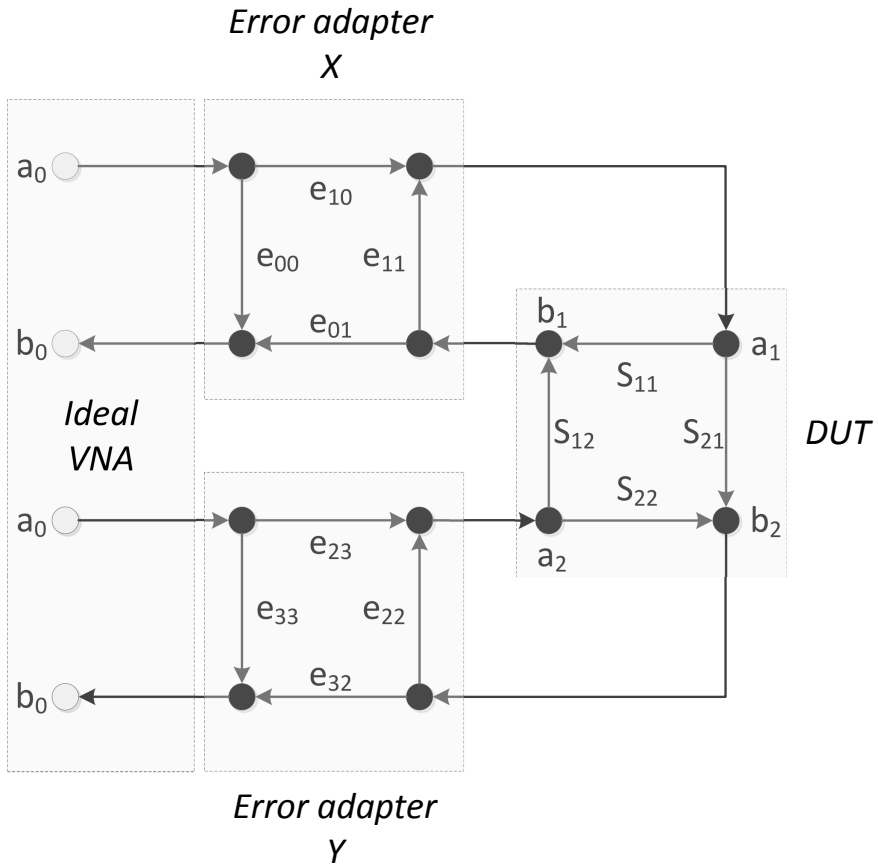 Error adapter
X
a₀
e₁₀
e₀₀
e₁₁
b₀
e₀₁
b₁
a₁
S₁₁
Ideal
VNA
S₁₂
S₂₁
DUT
a₀
e₂₃
S₂₂
a₂
b₂
e₃₃
e₂₂
b₀
e₃₂
Error adapter
Y